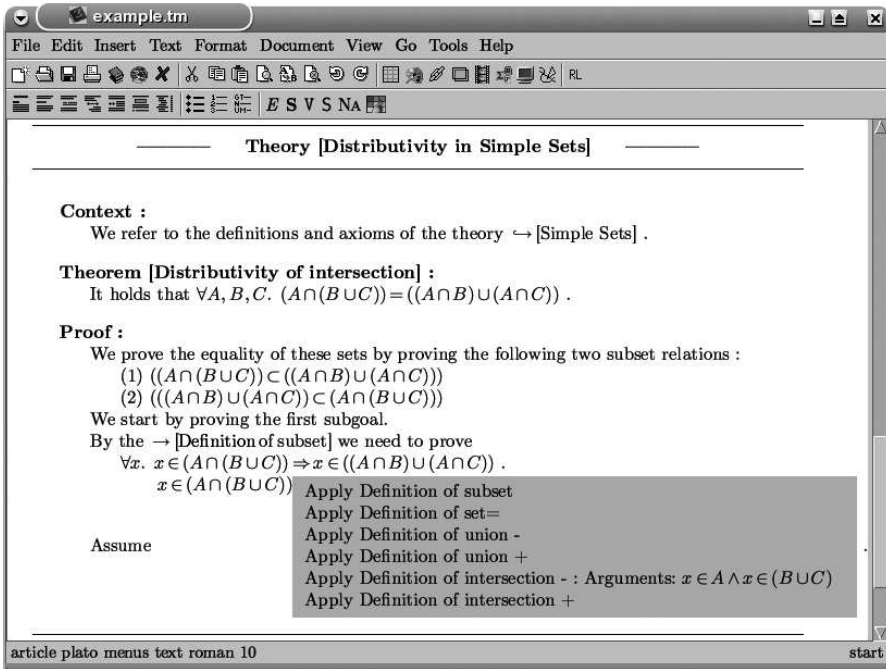 example.tm
File Edit Insert Text Format Document View Go Tools Help
RL
E S V S NA
Theory [Distributivity in Simple Sets]
Context :
We refer to the definitions and axioms of the theory ↪[Simple Sets] .
Theorem [Distributivity of intersection] :
It holds that ∀A, B, C. (A∩(B∪C))=((A∩B)∪(A∩C)) .
Proof :
We prove the equality of these sets by proving the following two subset relations :
(1) ((A∩(B∪C))⊂((A∩B)∪(A∩C)))
(2) (((A∩B)∪(A∩C))⊂(A∩(B∪C)))
We start by proving the first subgoal.
By the →[Definition of subset] we need to prove
∀x. x∈(A∩(B∪C))⇒x∈((A∩B)∪(A∩C)) .
x∈(A∩(B∪C))
Apply Definition of subset
Apply Definition of set=
Apply Definition of union -
Assume .
Apply Definition of union +
Apply Definition of intersection - : Arguments: x∈A∧x∈(B∪C)
Apply Definition of intersection +
article plato menus text roman 10 start